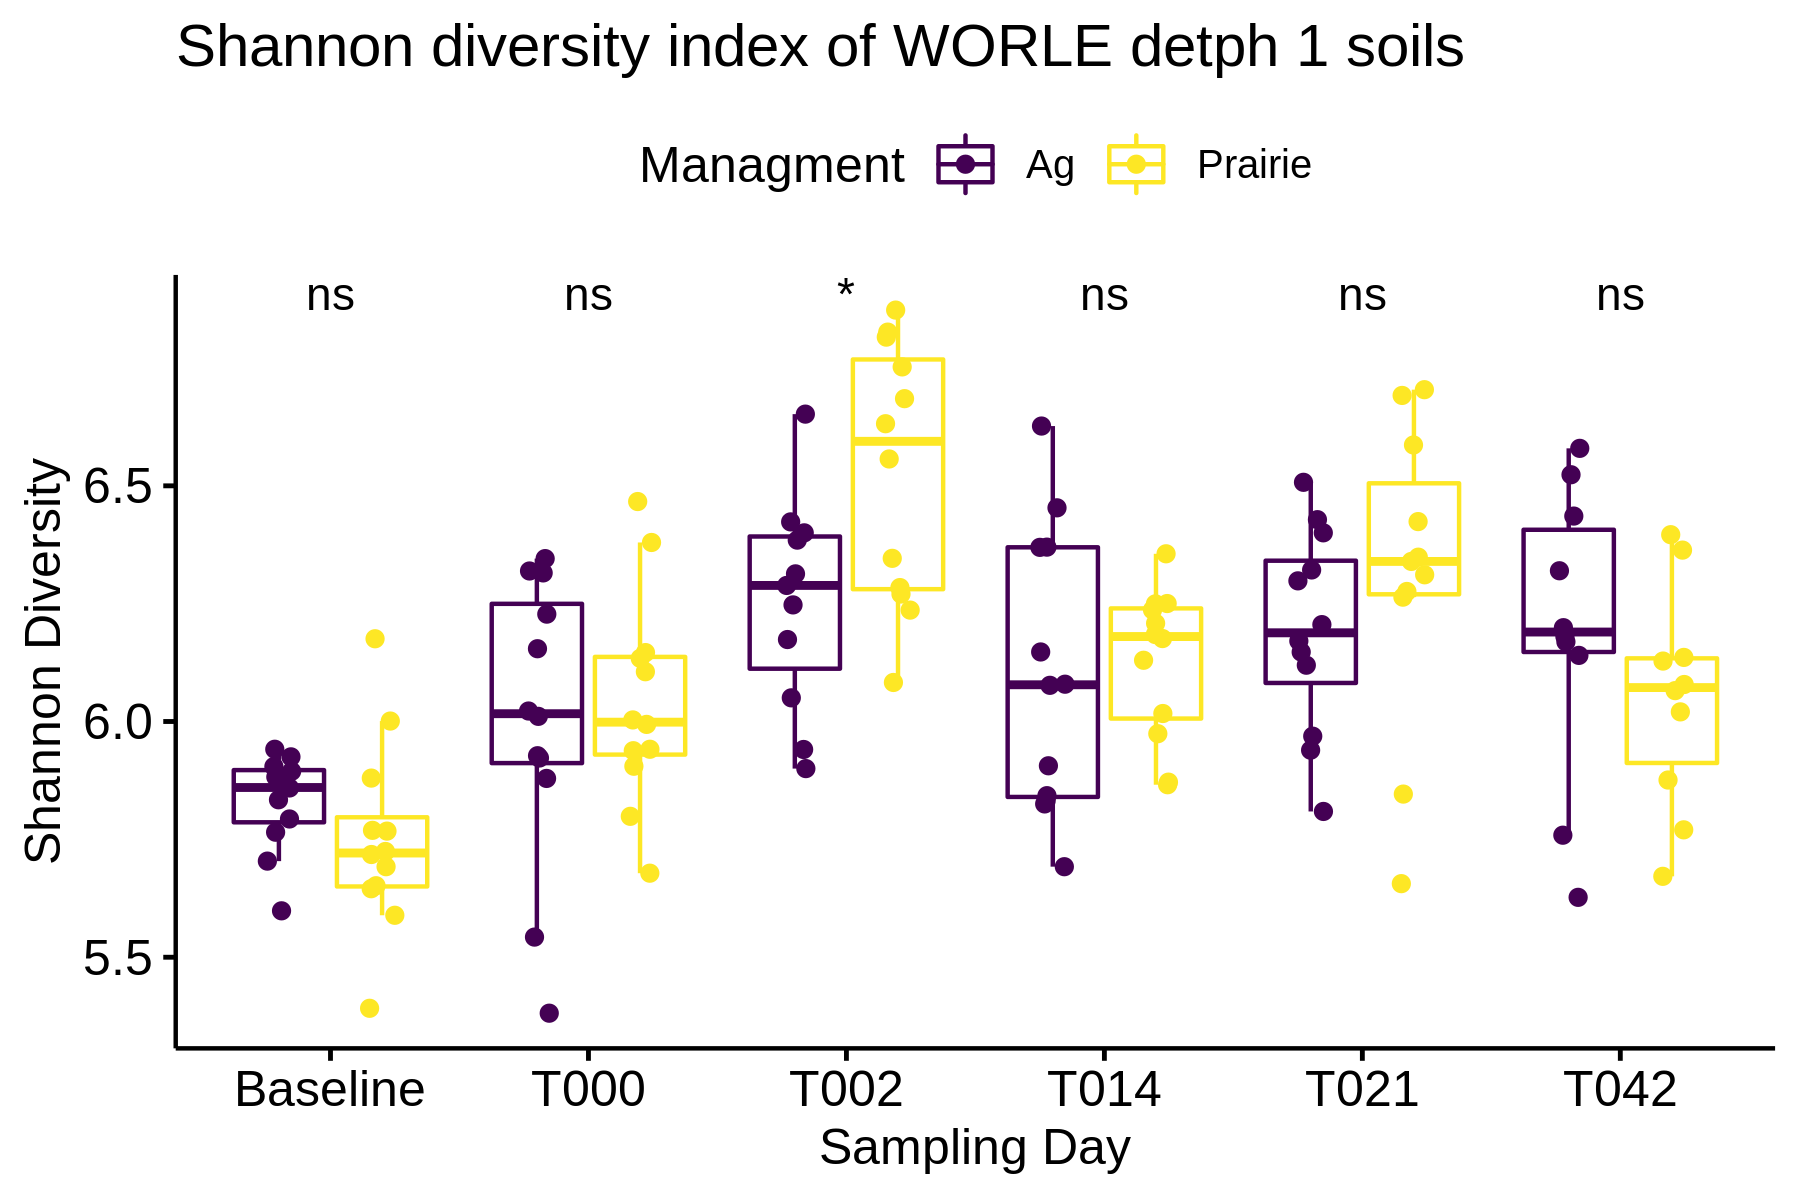 Shannon diversity index of WORLE detph 1 soils
Managment Ag Prairie
ns ns * ns ns ns
Shannon Diversity
6.5
6.0
5.5
Baseline T000 T002 T014 T021 T042
Sampling Day